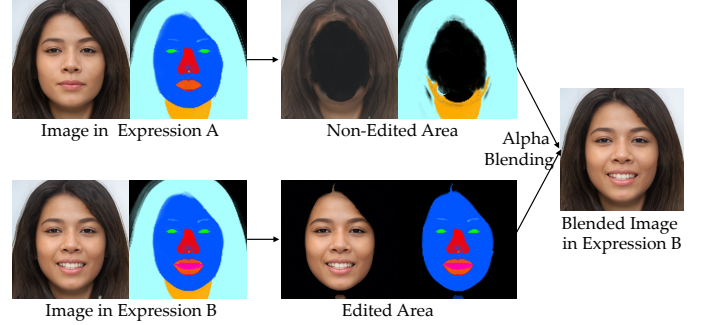 Image in Expression A
Non-Edited Area
Alpha
Blending
Blended Image
in Expression B
Image in Expression B
Edited Area